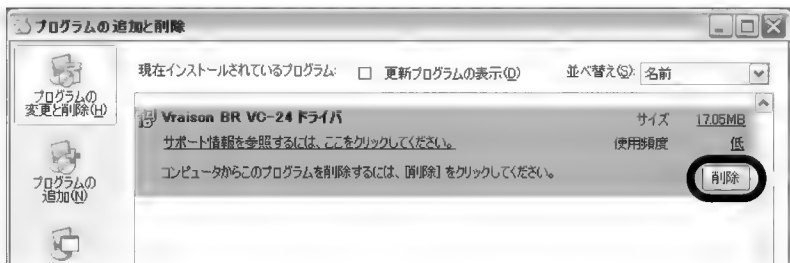 プログラムの追加と削除
現在インストールされているプログラム: 更新プログラムの表示(D) 並べ替え(S): 名前
プログラムの
変更と削除(H)
Vraison BR VC-24 ドライバ サイズ 17.05MB
サポート情報を参照するには、ここをクリックしてください。 使用頻度 低
コンピュータからこのプログラムを削除するには、[削除] をクリックしてください。 削除
プログラムの
追加(N)